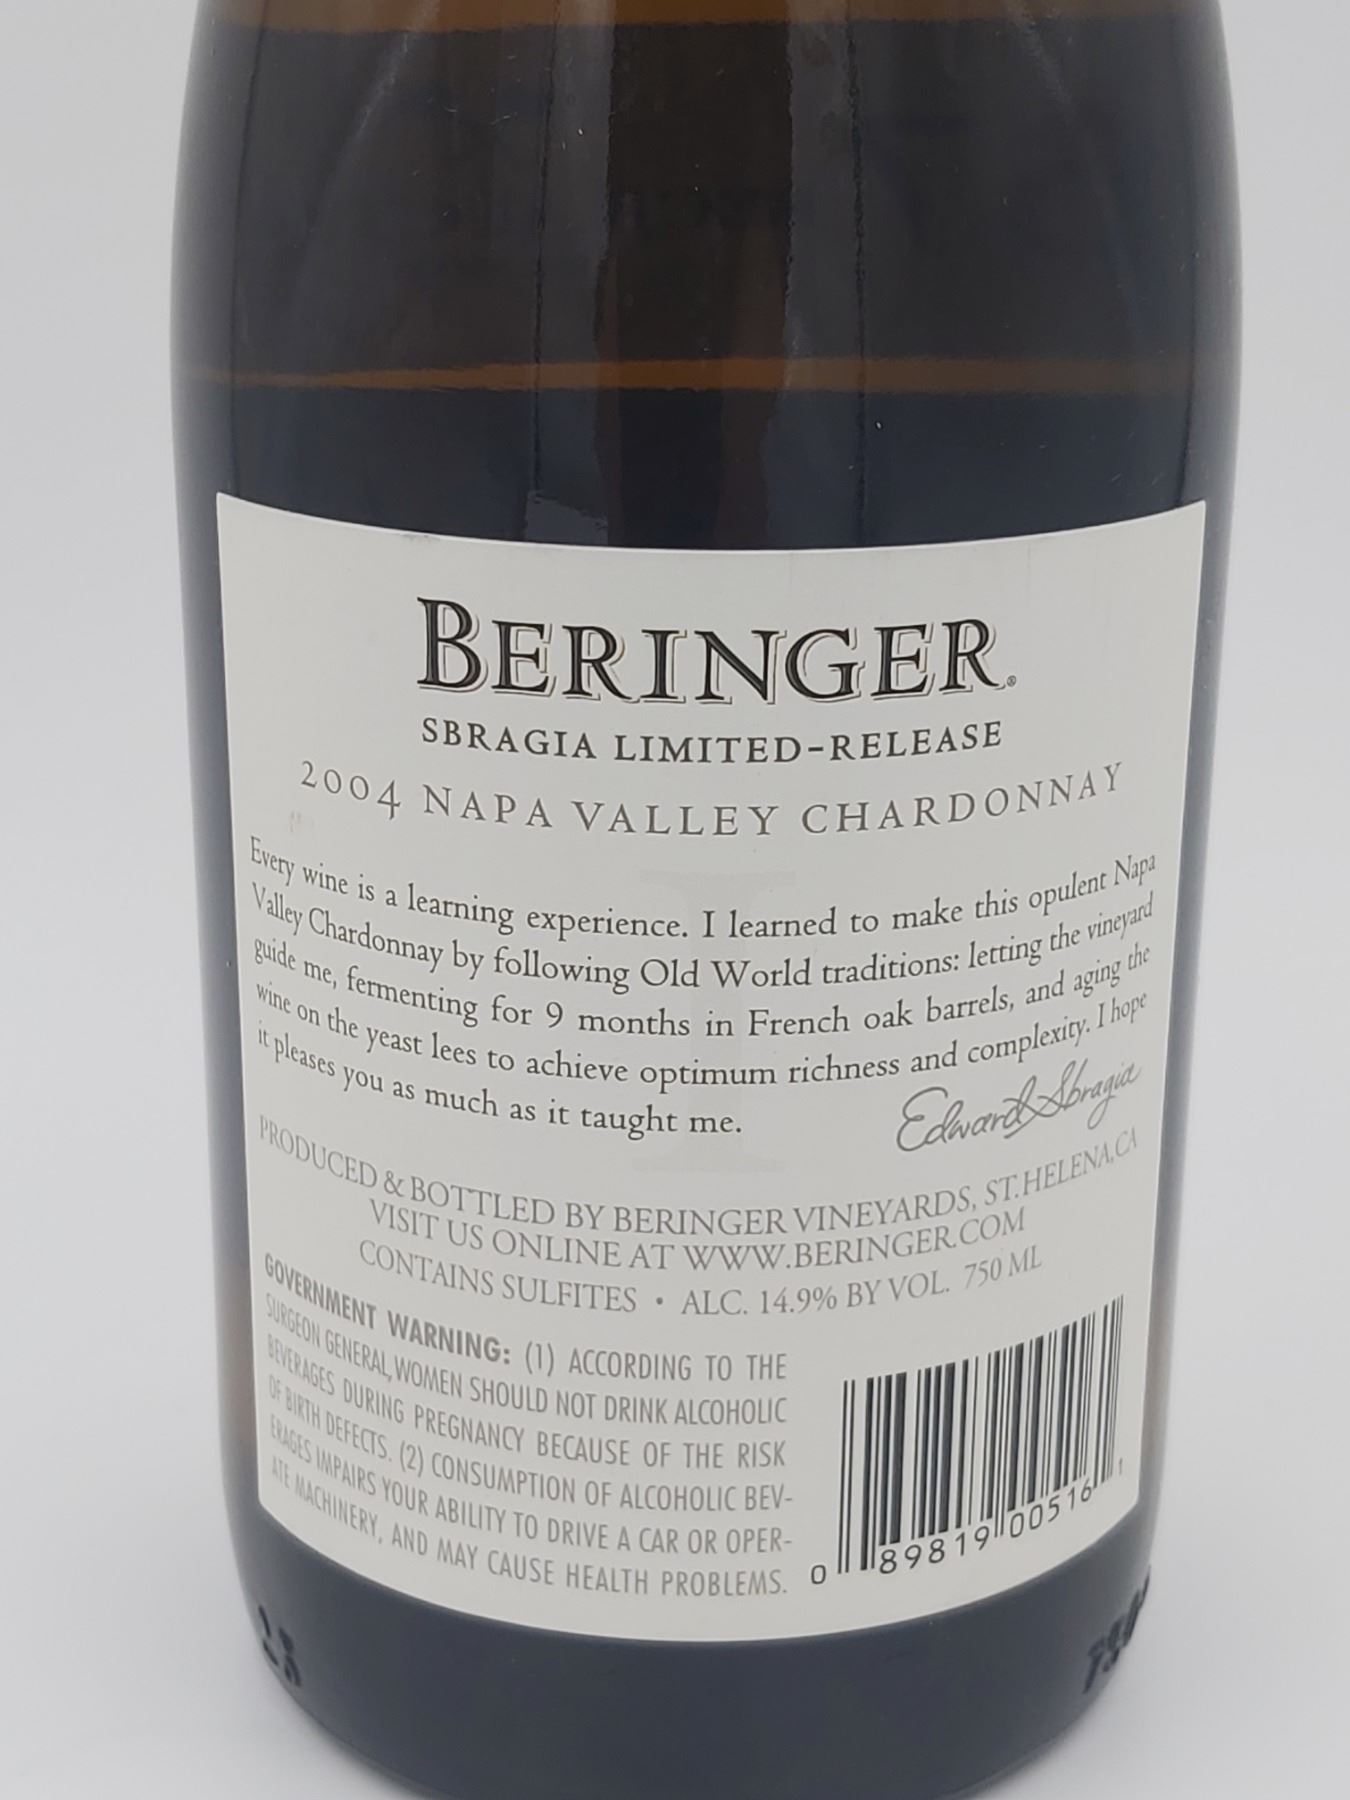 BERINGER®
SBRAGIA LIMITED-RELEASE
2004 NAPA VALLEY CHARDONNAY
Every wine is a learning experience. I learned to make this opulent Napa
Valley Chardonnay by following Old World traditions: letting the vineyard
guide me, fermenting for 9 months in French oak barrels, and aging the
wine on the yeast lees to achieve optimum richness and complexity. I hope
it pleases you as much as it taught me.
Edward Sbragia
PRODUCED & BOTTLED BY BERINGER VINEYARDS, ST. HELENA, CA
VISIT US ONLINE AT WWW.BERINGER.COM
CONTAINS SULFITES • ALC. 14.9% BY VOL. 750 ML
GOVERNMENT WARNING: (1) ACCORDING TO THE
SURGEON GENERAL, WOMEN SHOULD NOT DRINK ALCOHOLIC
BEVERAGES DURING PREGNANCY BECAUSE OF THE RISK
OF BIRTH DEFECTS. (2) CONSUMPTION OF ALCOHOLIC BEV-
ERAGES IMPAIRS YOUR ABILITY TO DRIVE A CAR OR OPER-
ATE MACHINERY, AND MAY CAUSE HEALTH PROBLEMS.
0 89819 00516 1